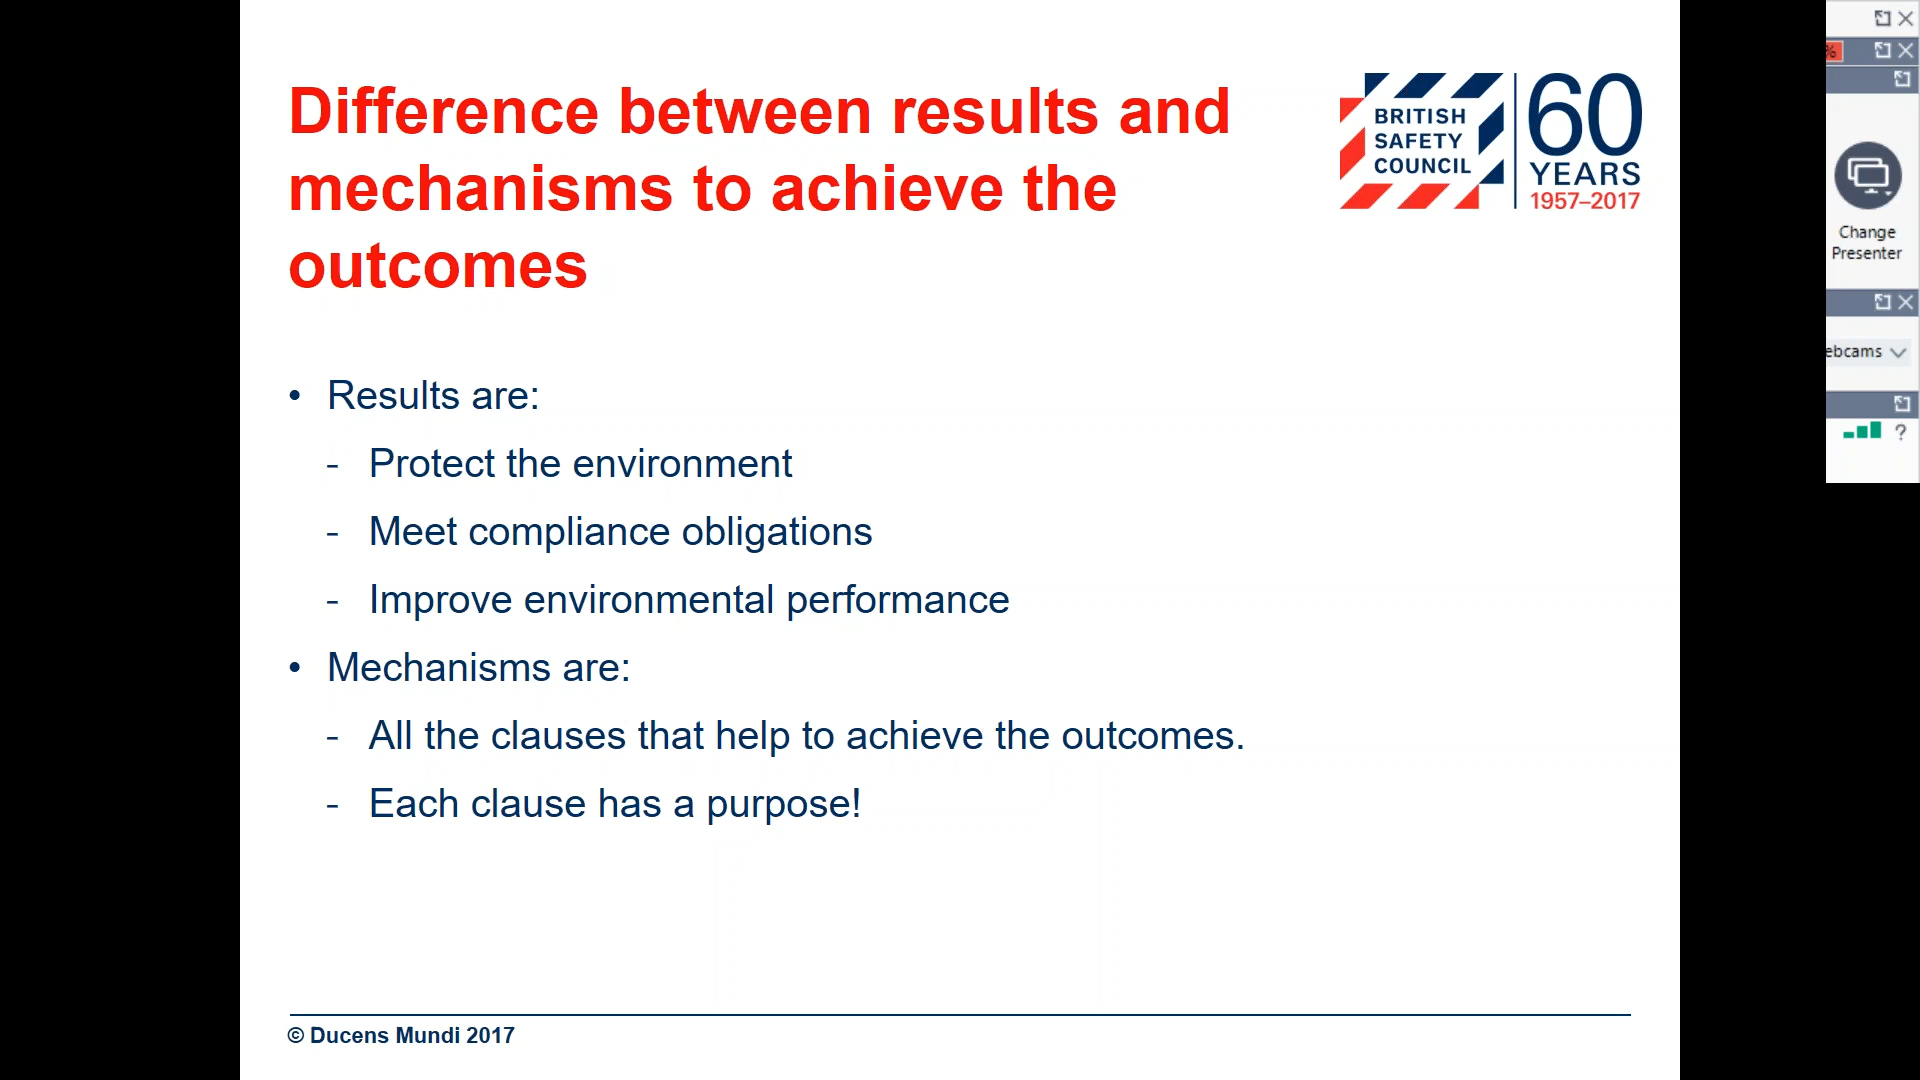 Difference between results and
mechanisms to achieve the
outcomes
BRITISH
SAFETY
COUNCIL
60
YEARS
1957–2017
• Results are:
- Protect the environment
- Meet compliance obligations
- Improve environmental performance
• Mechanisms are:
- All the clauses that help to achieve the outcomes.
- Each clause has a purpose!
© Ducens Mundi 2017
%
Change
Presenter
ebcams
?